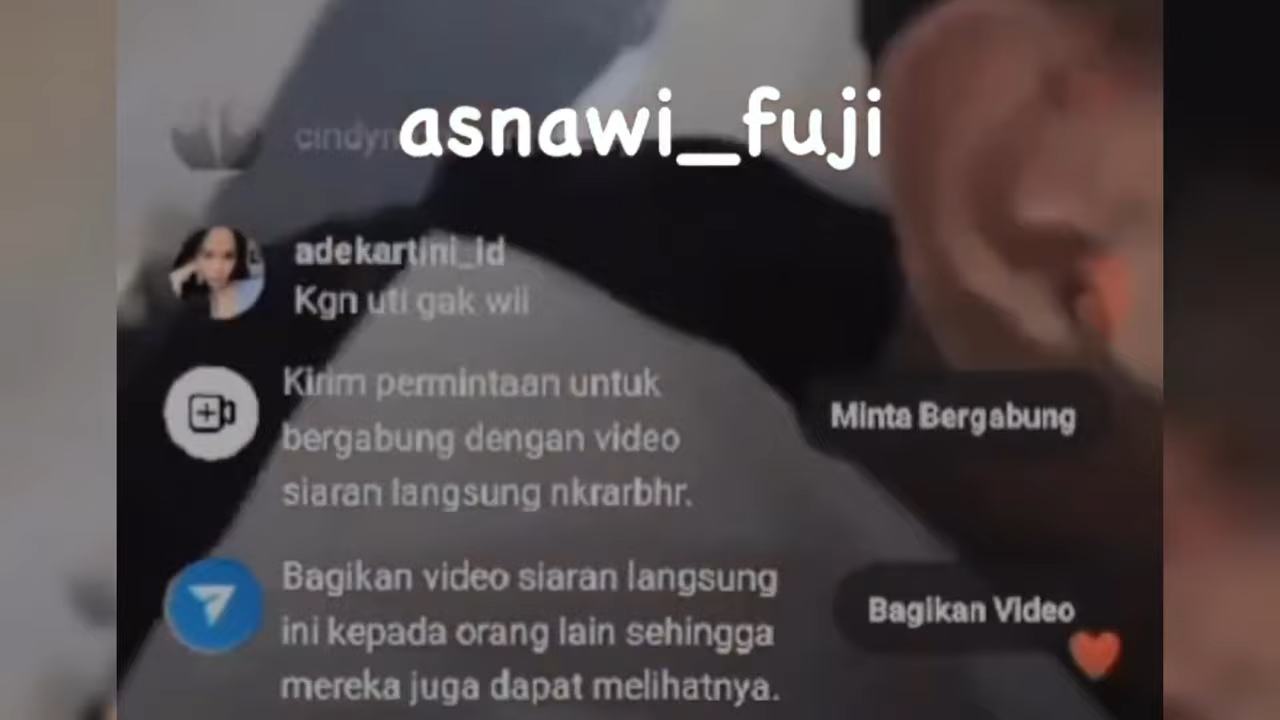 asnawi_fuji
adekartini_id
Kgn uti gak wii
Kirim permintaan untuk
bergabung dengan video
siaran langsung nkrarbhr.
Minta Bergabung
Bagikan video siaran langsung
ini kepada orang lain sehingga
mereka juga dapat melihatnya.
Bagikan Video